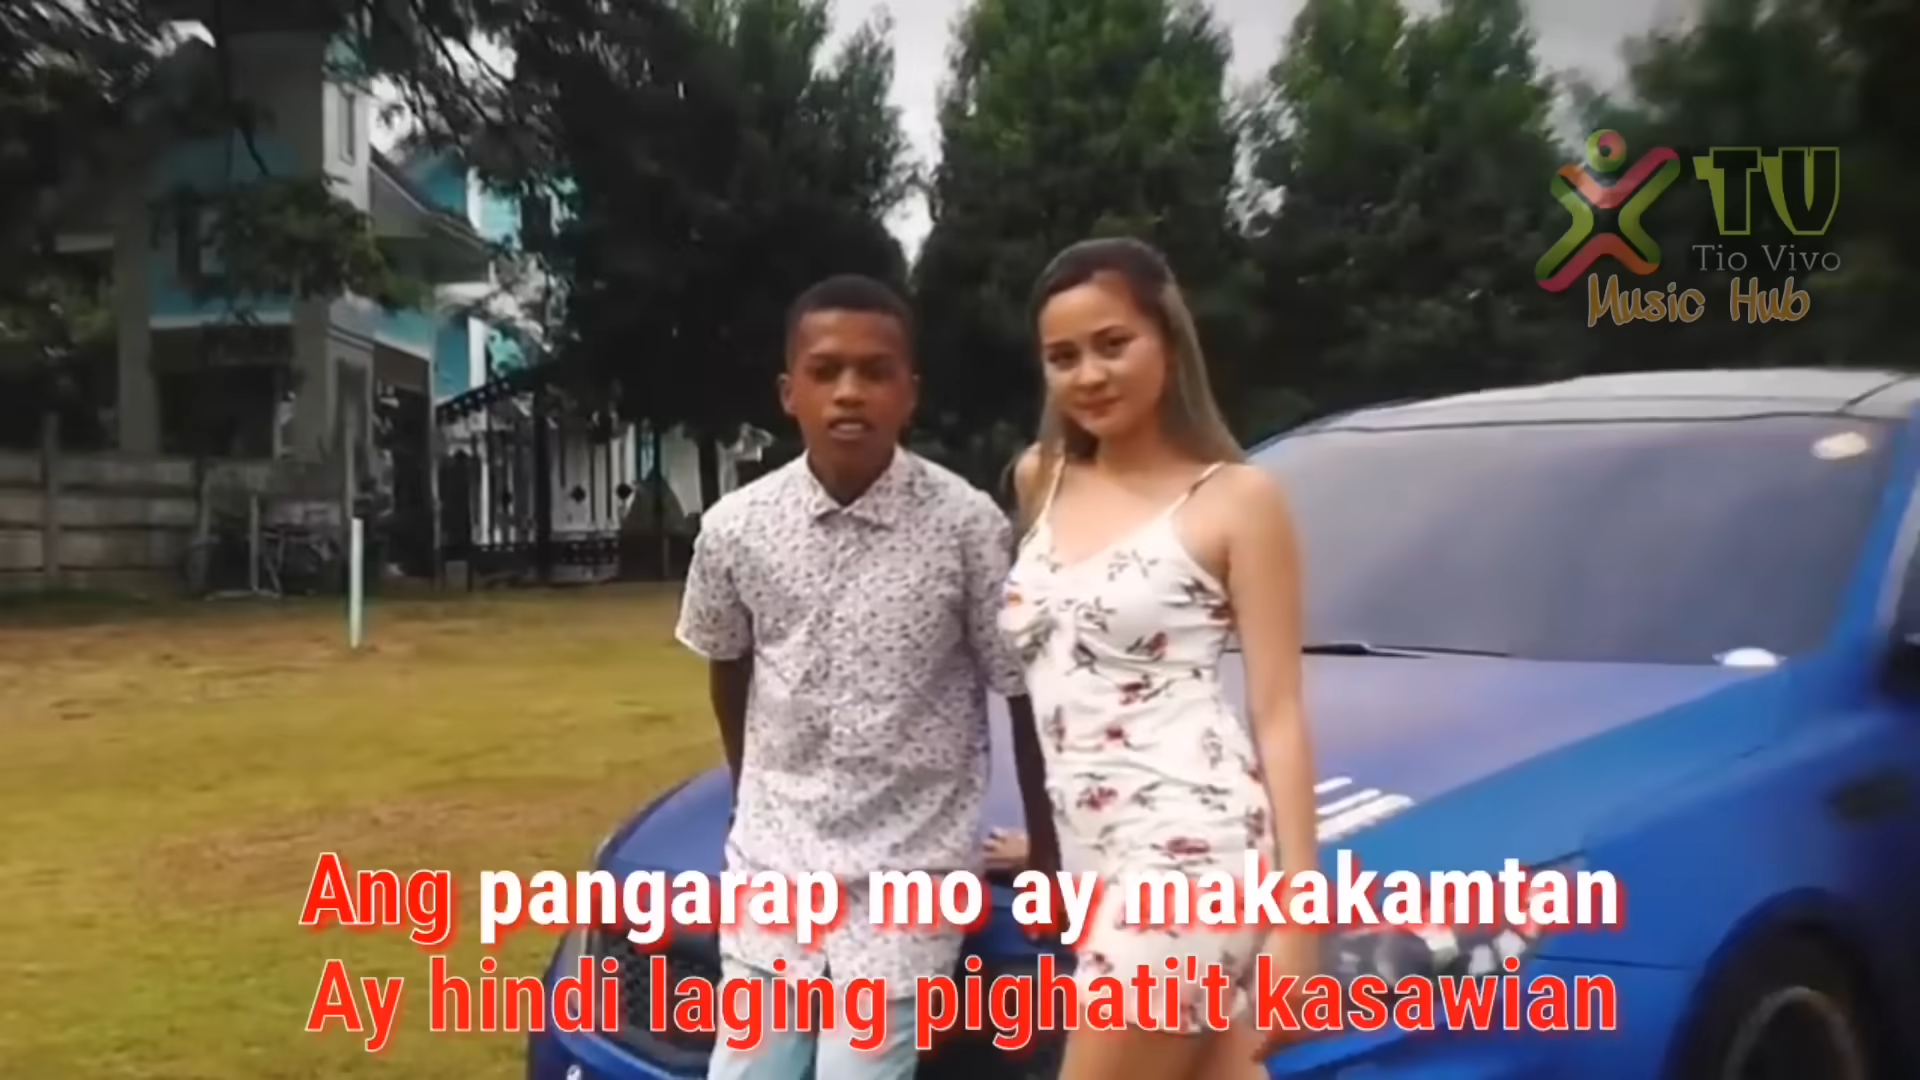 TV
Tio Vivo
Music Hub
Ang pangarap mo ay makakamtan
Ay hindi laging pighati't kasawian